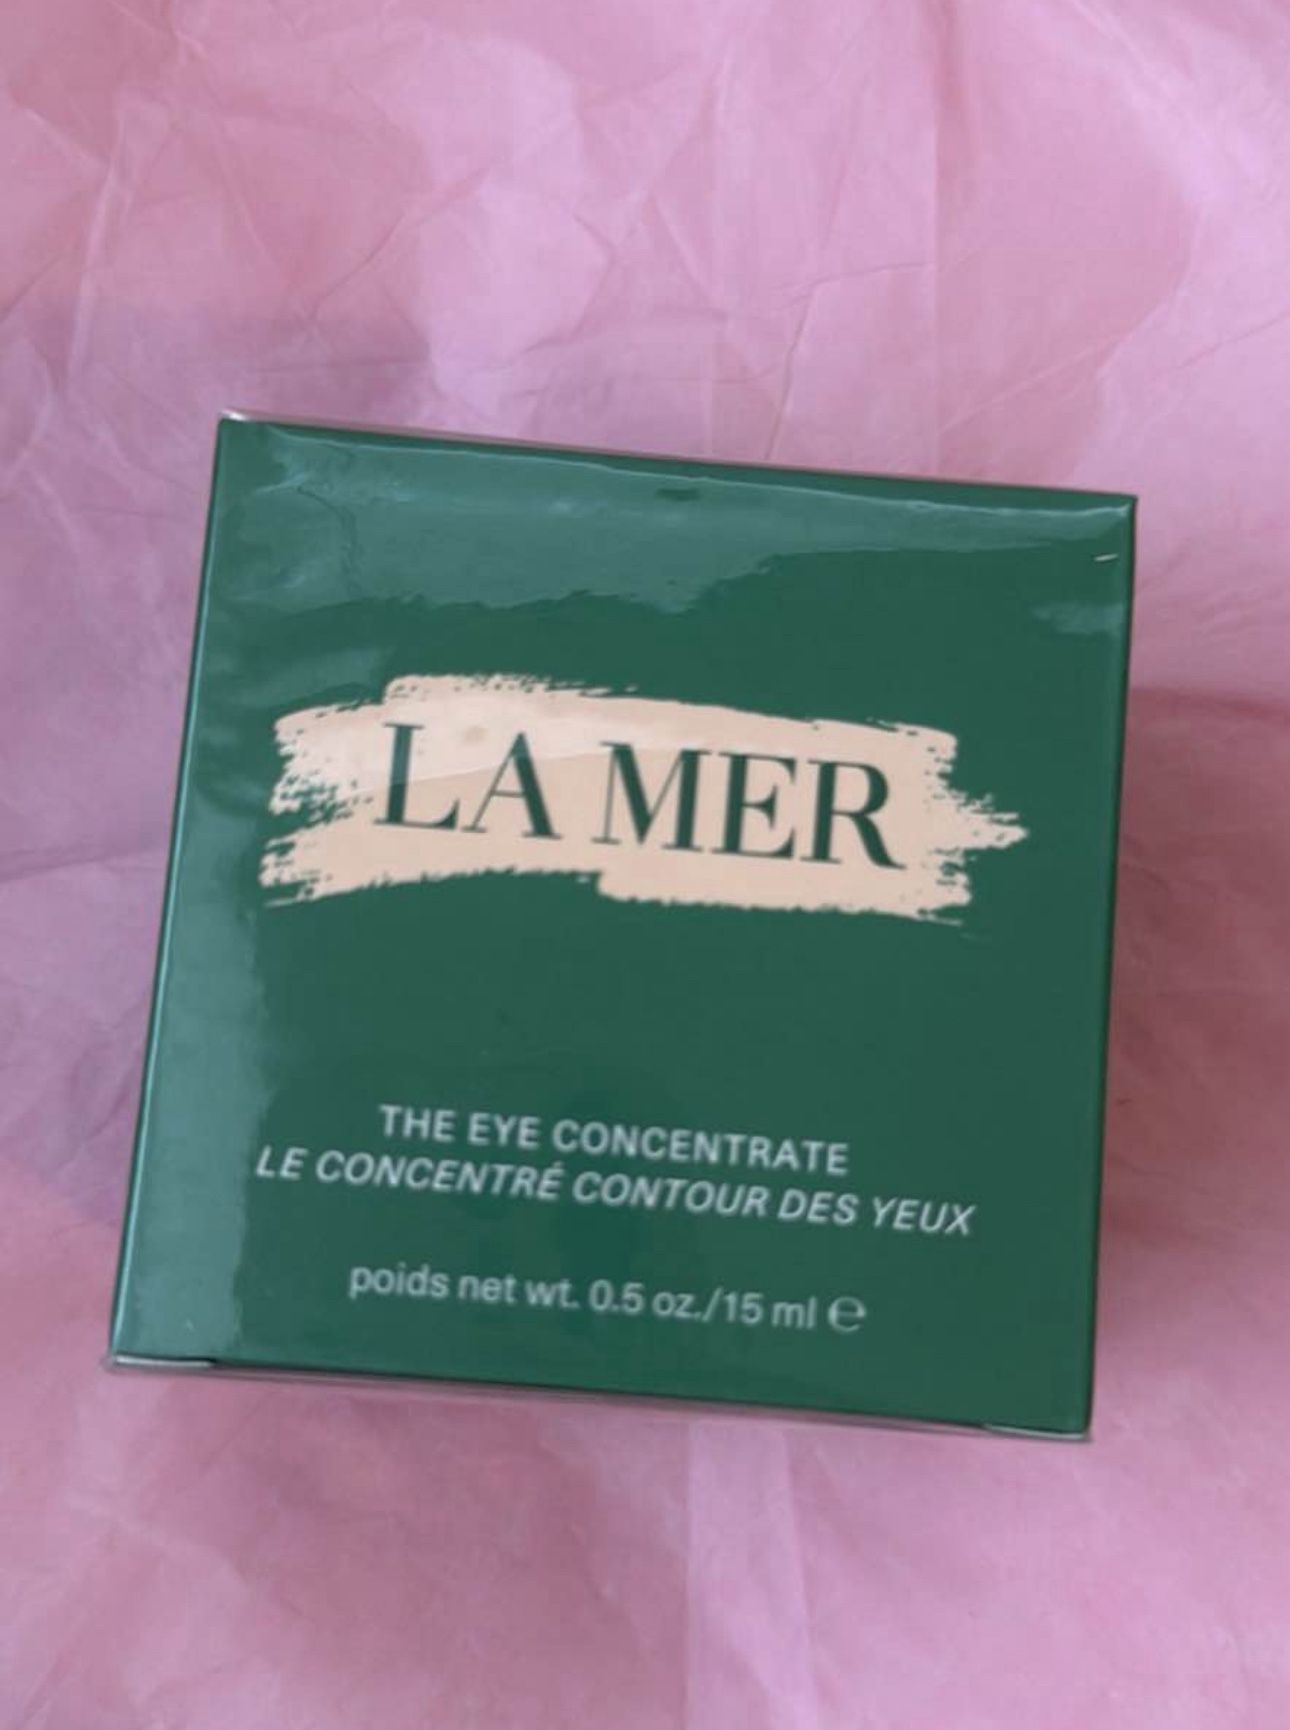 LA MER
THE EYE CONCENTRATE
LE CONCENTRÉ CONTOUR DES YEUX
poids net wt. 0.5 oz./15 ml ℮